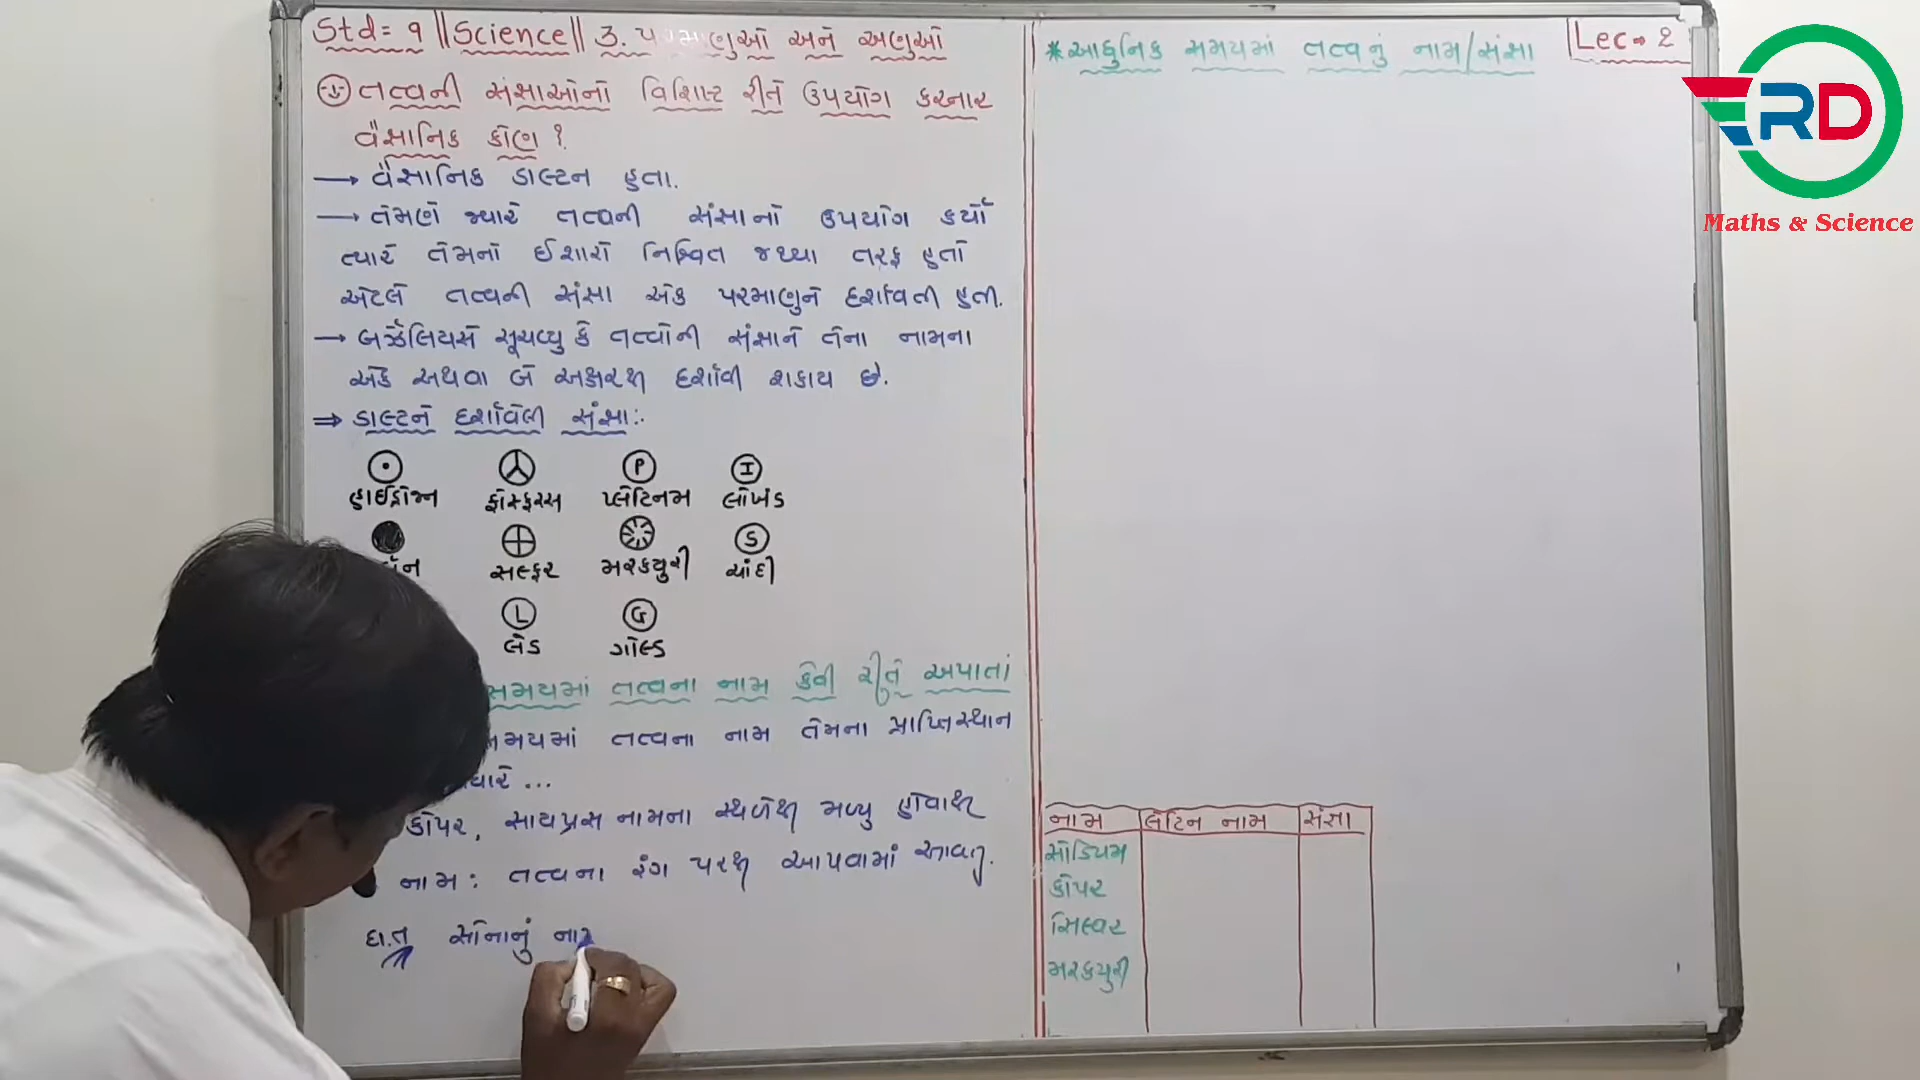 Std = ૧ || Science || 3. પરમાણુઓ અને અણુઓ
તત્વની સંજ્ઞાઓનો વિશિષ્ટ રીતે ઉપયોગ કરનાર
વૈજ્ઞાનિક કોણ ?
→ વૈજ્ઞાનિક ડાલ્ટન હતા.
→ તેમણે જ્યારે તત્વની સંજ્ઞાનો ઉપયોગ કર્યો
ત્યારે તેમનો ઈશારો નિશ્ચિત જથ્થા તરફ હતો
એટલે તત્વની સંજ્ઞા એક પરમાણુને દર્શાવતી હતી.
→ બર્ઝેલિયસે સૂચવ્યુ કે તત્વોની સંજ્ઞાને તેના નામના
એક અથવા બે અક્ષરથી દર્શાવી શકાય છે.
⇒ ડાલ્ટને દર્શાવેલી સંજ્ઞા:-
P I
હાઈડ્રોજન ફોસ્ફરસ પ્લેટિનમ લોખંડ
S
સલ્ફર મરક્યુરી ચાંદી
L G
લેડ ગોલ્ડ
સમયમાં તત્વના નામ કેવી રીતે અપાતાં
સમયમાં તત્વના નામ તેમના પ્રાપ્તિસ્થાન
...
કોપર, સાયપ્રસ નામના સ્થળેથી મળ્યુ હોવાથી
નામ : તત્વના રંગ પરથી આપવામાં આવતુ.
દા.ત સોનાનું
* આધુનિક સમયમાં તત્વનું નામ/સંજ્ઞા
Lec → 2
નામ લેટિન નામ સંજ્ઞા
સોડિયમ
કોપર
સિલ્વર
મરક્યુરી
RD
Maths & Science